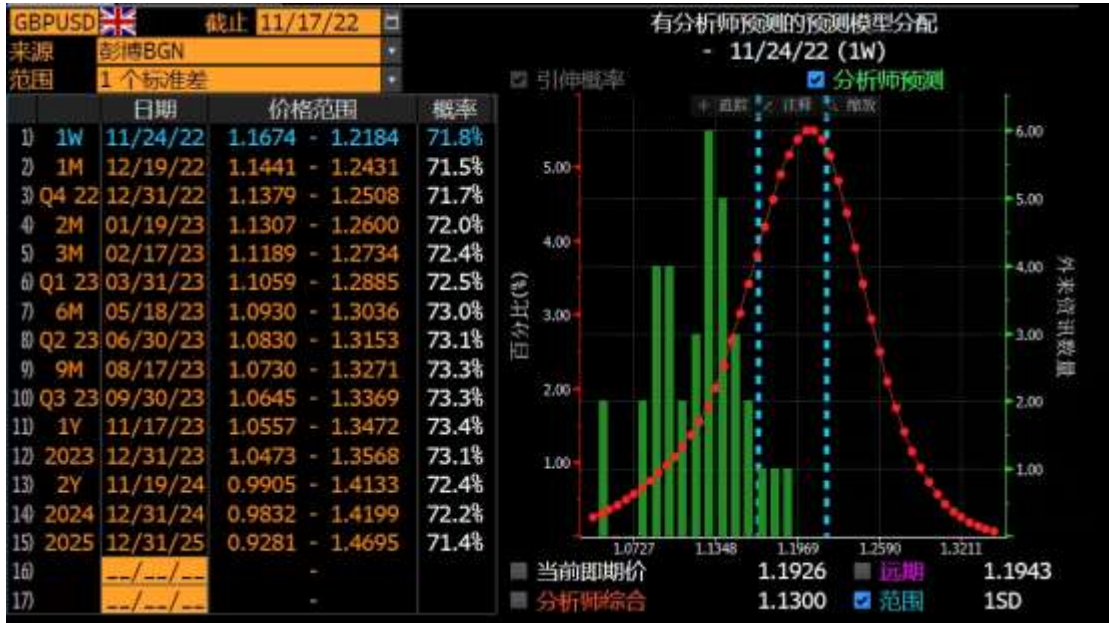 GBPUSD 截止 11/17/22
来源 彭博BGN
范围 1 个标准差
日期 价格范围 概率
1) 1W 11/24/22 1.1674 - 1.2184 71.8%
2) 1M 12/19/22 1.1441 - 1.2431 71.5%
3) Q4 22 12/31/22 1.1379 - 1.2508 71.7%
4) 2M 01/19/23 1.1307 - 1.2600 72.0%
5) 3M 02/17/23 1.1189 - 1.2734 72.4%
6) Q1 23 03/31/23 1.1059 - 1.2885 72.5%
7) 6M 05/18/23 1.0930 - 1.3036 73.0%
8) Q2 23 06/30/23 1.0830 - 1.3153 73.1%
9) 9M 08/17/23 1.0730 - 1.3271 73.3%
10) Q3 23 09/30/23 1.0645 - 1.3369 73.3%
11) 1Y 11/17/23 1.0557 - 1.3472 73.4%
12) 2023 12/31/23 1.0473 - 1.3568 73.1%
13) 2Y 11/19/24 0.9905 - 1.4133 72.4%
14) 2024 12/31/24 0.9832 - 1.4199 72.2%
15) 2025 12/31/25 0.9281 - 1.4695 71.4%
16) __/__/__ -
17) __/__/__ -
有分析师预测的预测模型分配
- 11/24/22 (1W)
引伸概率 分析师预测
+ 追踪 注释 缩放
百分比(%)
5.00
4.00
3.00
2.00
1.00
6.00
5.00
4.00
3.00
2.00
1.00
外来资讯数量
1.0727 1.1348 1.1969 1.2590 1.3211
当前即期价 1.1926 远期 1.1943
分析师综合 1.1300 范围 1SD